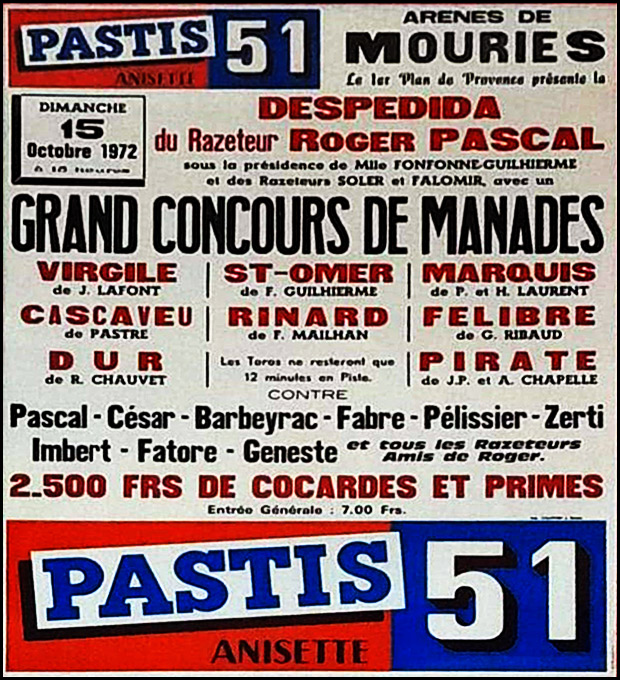 PASTIS 51
ANISETTE
ARENES DE
MOURIES
Le 1er Plan de Provence présente la
DIMANCHE
15
Octobre 1972
DESPEDIDA
du Razeteur ROGER PASCAL
sous la présidence de Mlle FONFONNE-GUILHIERME
et des Razeteurs SOLER et FALOMIR, avec un
GRAND CONCOURS DE MANADES
VIRGILE | ST-OMER | MARQUIS
de J. LAFONT | de F. GUILHIERME | de P. et H. LAURENT
CASCAVEU | RINARD | FELIBRE
de PASTRE | de F. MAILHAN | de G. RIBAUD
DUR | Les Toros ne resteront que | PIRATE
de R. CHAUVET | 12 minutes en Piste. | de J.P. et A. CHAPELLE
CONTRE
Pascal - César - Barbeyrac - Fabre - Pélissier - Zerti
Imbert - Fatore - Geneste et tous les Razeteurs
Amis de Roger.
2.500 FRS DE COCARDES ET PRIMES
Entrée Générale : 7.00 Frs.
PASTIS 51
ANISETTE